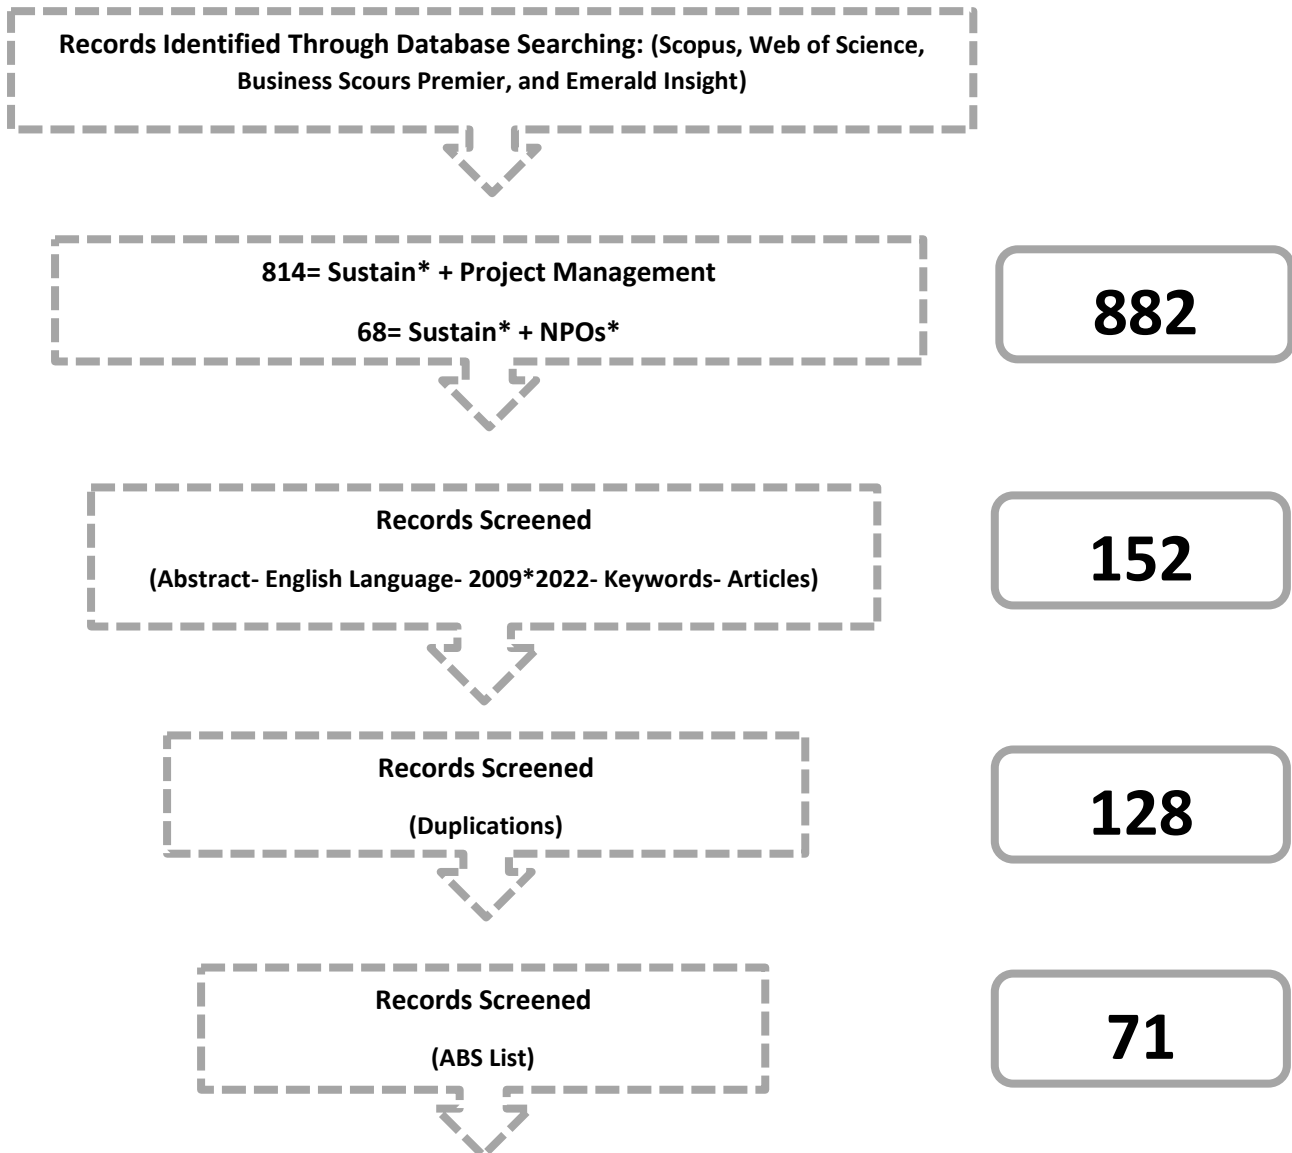 Records Identified Through Database Searching: (Scopus, Web of Science,
Business Scours Premier, and Emerald Insight)
814= Sustain* + Project Management
68= Sustain* + NPOs*
882
Records Screened
(Abstract- English Language- 2009*2022- Keywords- Articles)
152
Records Screened
(Duplications)
128
Records Screened
(ABS List)
71